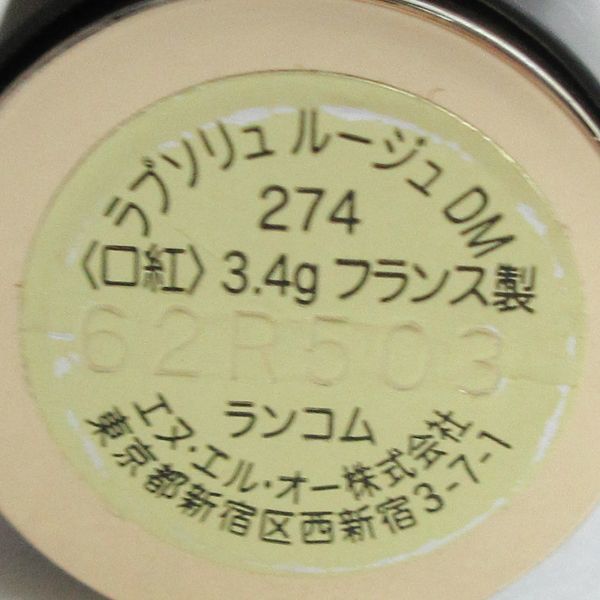 ラプソリュ ルージュ DM
274
〈口紅〉 3.4g フランス製
62R503
ランコム
エヌ・エル・オー株式会社
東京都新宿区西新宿3-7-1